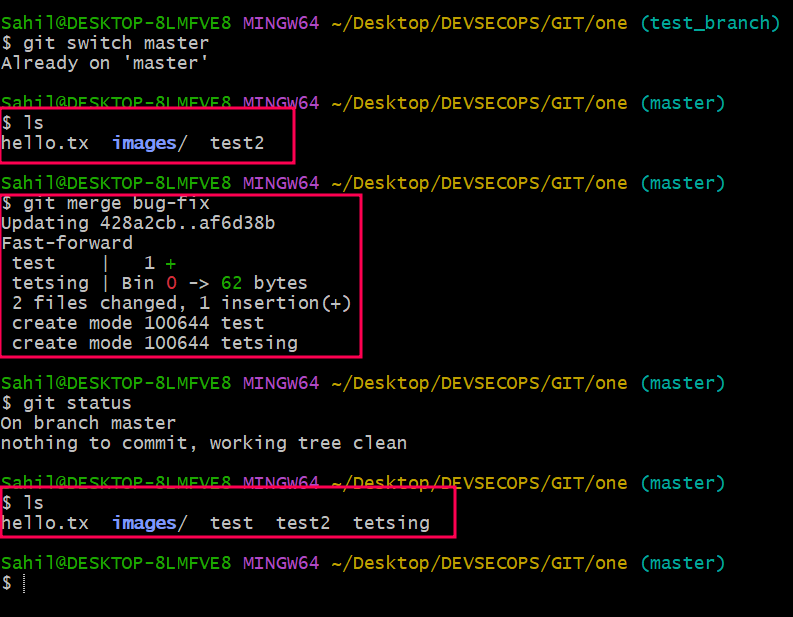 Sahil@DESKTOP-8LMFVE8 MINGW64 ~/Desktop/DEVSECOPS/GIT/one (test_branch)
$ git switch master
Already on 'master'
Sahil@DESKTOP-8LMFVE8 MINGW64 ~/Desktop/DEVSECOPS/GIT/one (master)
$ ls
hello.tx  images/  test2
Sahil@DESKTOP-8LMFVE8 MINGW64 ~/Desktop/DEVSECOPS/GIT/one (master)
$ git merge bug-fix
Updating 428a2cb..af6d38b
Fast-forward
 test    |   1 +
 tetsing | Bin 0 -> 62 bytes
 2 files changed, 1 insertion(+)
 create mode 100644 test
 create mode 100644 tetsing
Sahil@DESKTOP-8LMFVE8 MINGW64 ~/Desktop/DEVSECOPS/GIT/one (master)
$ git status
On branch master
nothing to commit, working tree clean
Sahil@DESKTOP-8LMFVE8 MINGW64 ~/Desktop/DEVSECOPS/GIT/one (master)
$ ls
hello.tx  images/  test  test2  tetsing
Sahil@DESKTOP-8LMFVE8 MINGW64 ~/Desktop/DEVSECOPS/GIT/one (master)
$